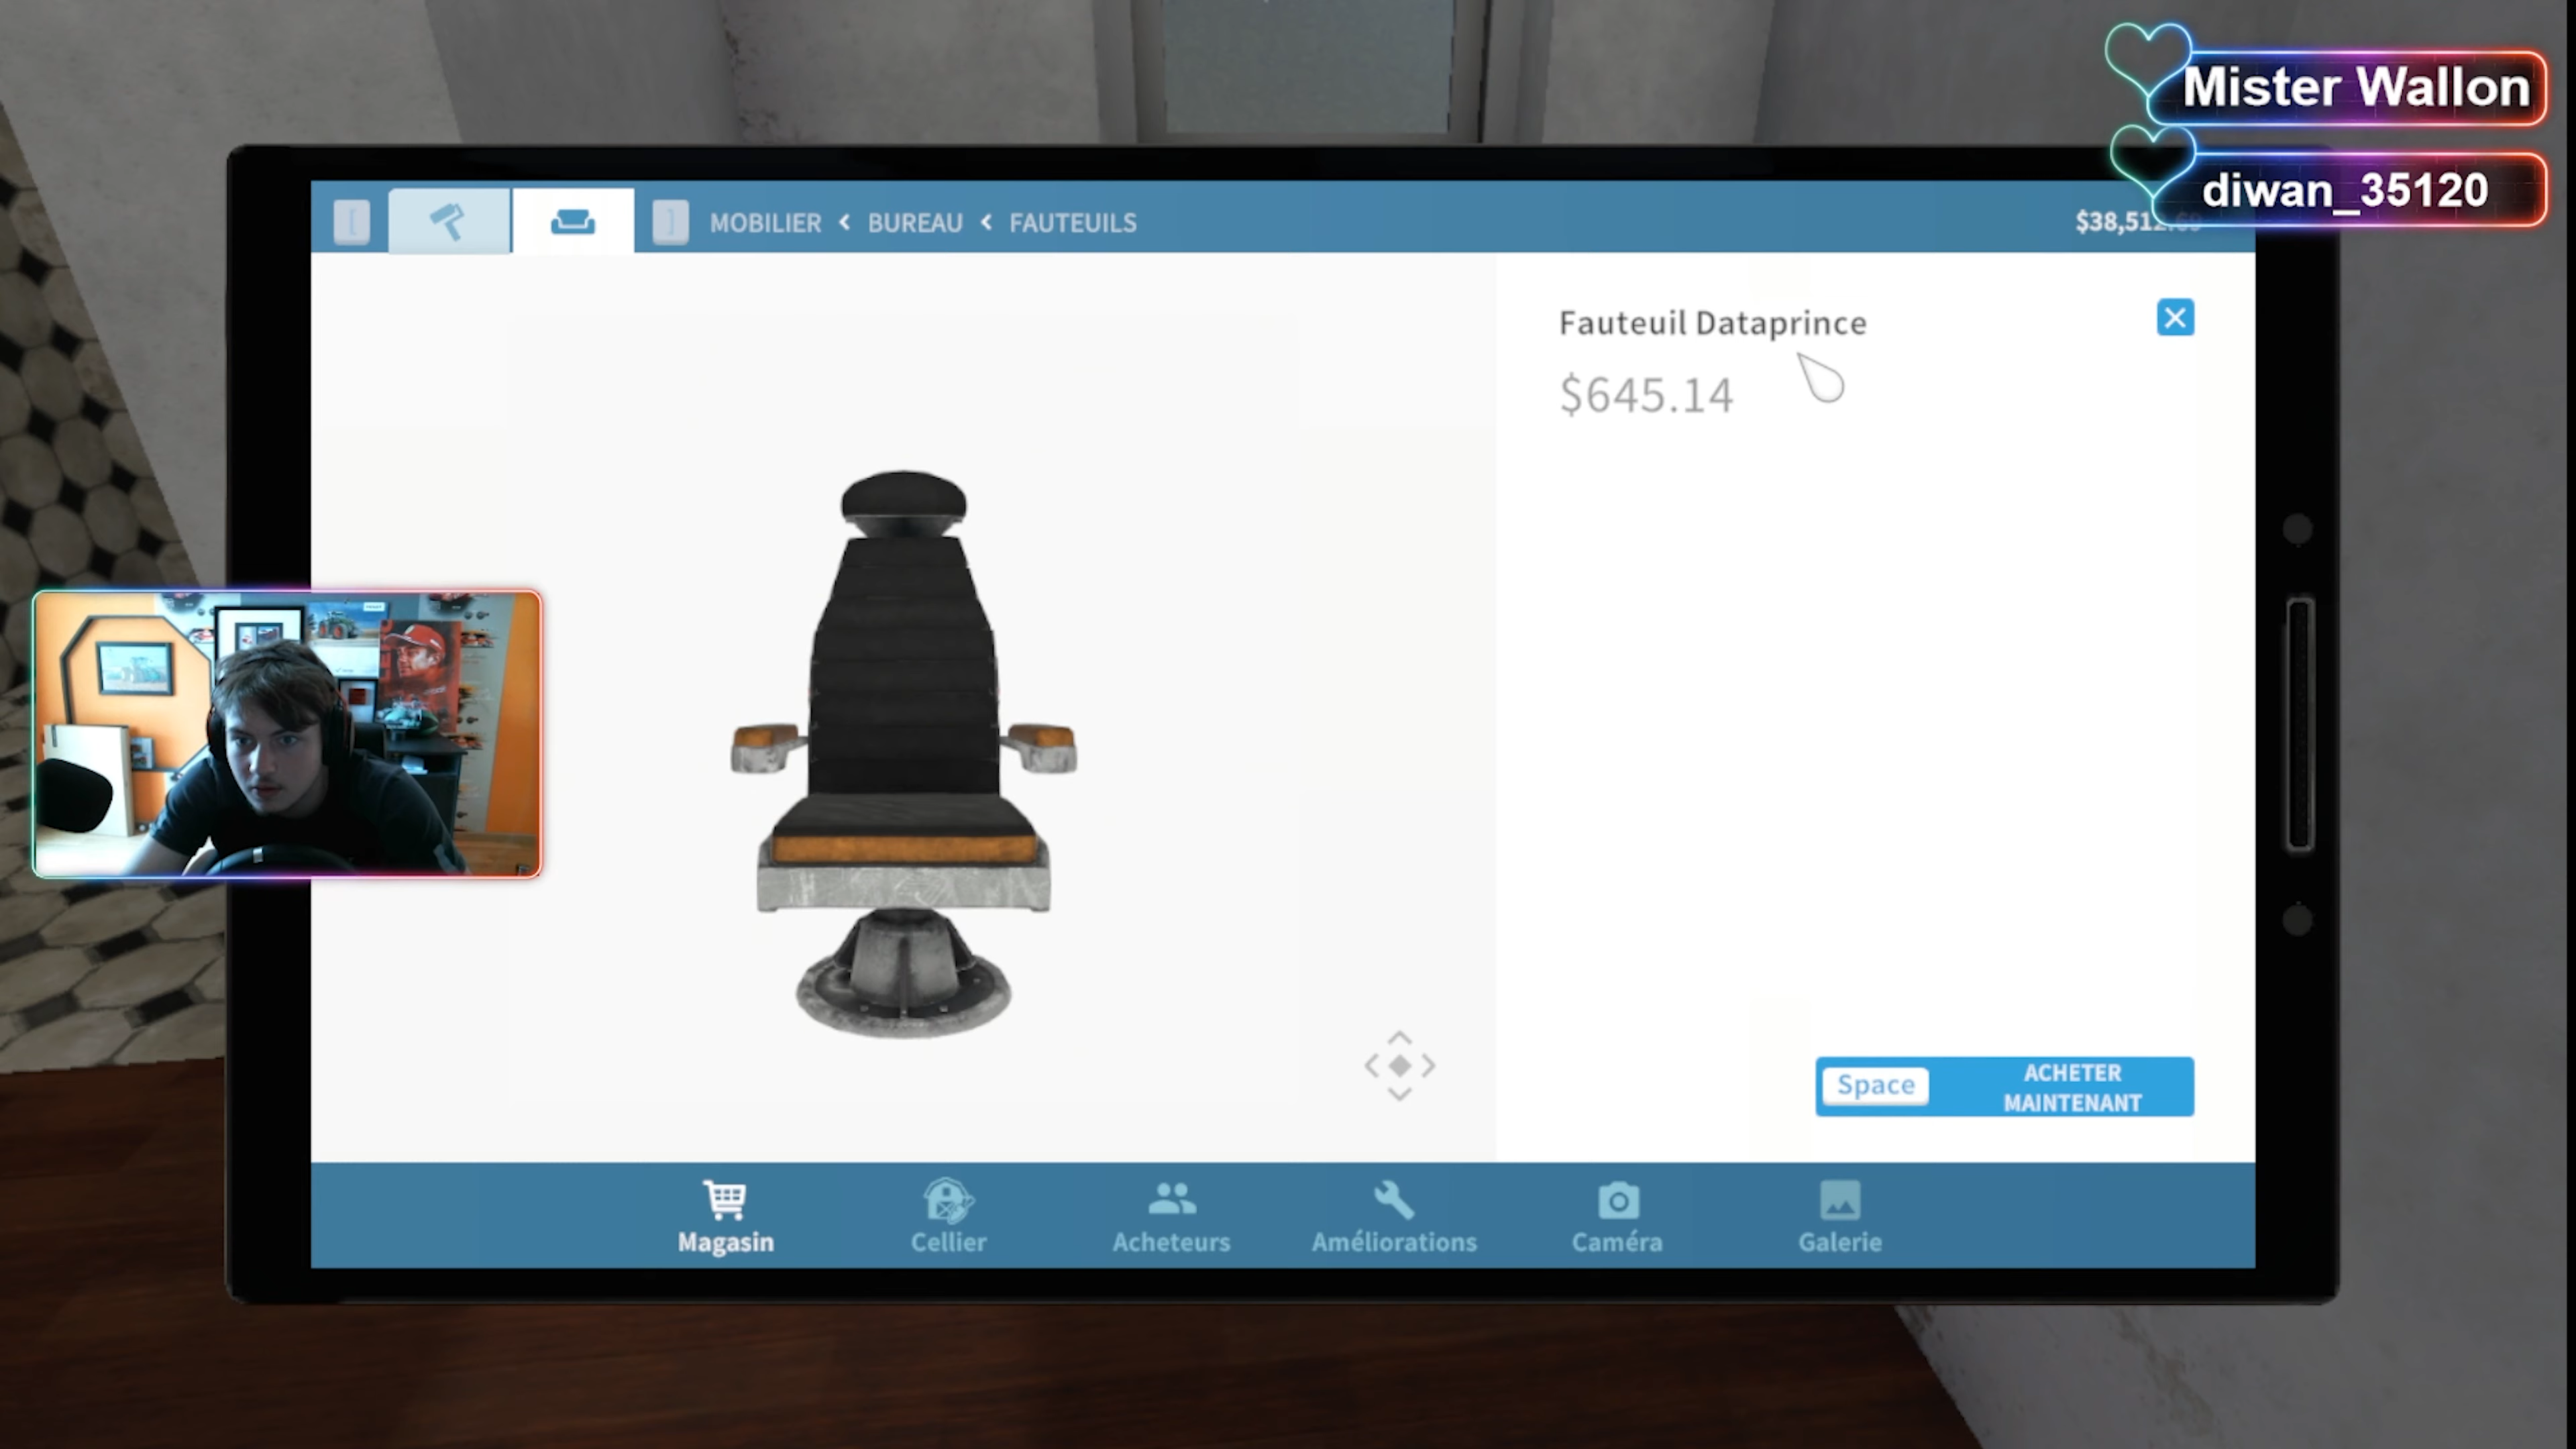 Mister Wallon
diwan_35120
[
]
MOBILIER < BUREAU < FAUTEUILS
Fauteuil Dataprince
$645.14
Space
ACHETER
MAINTENANT
Magasin
Cellier
Acheteurs
Améliorations
Caméra
Galerie